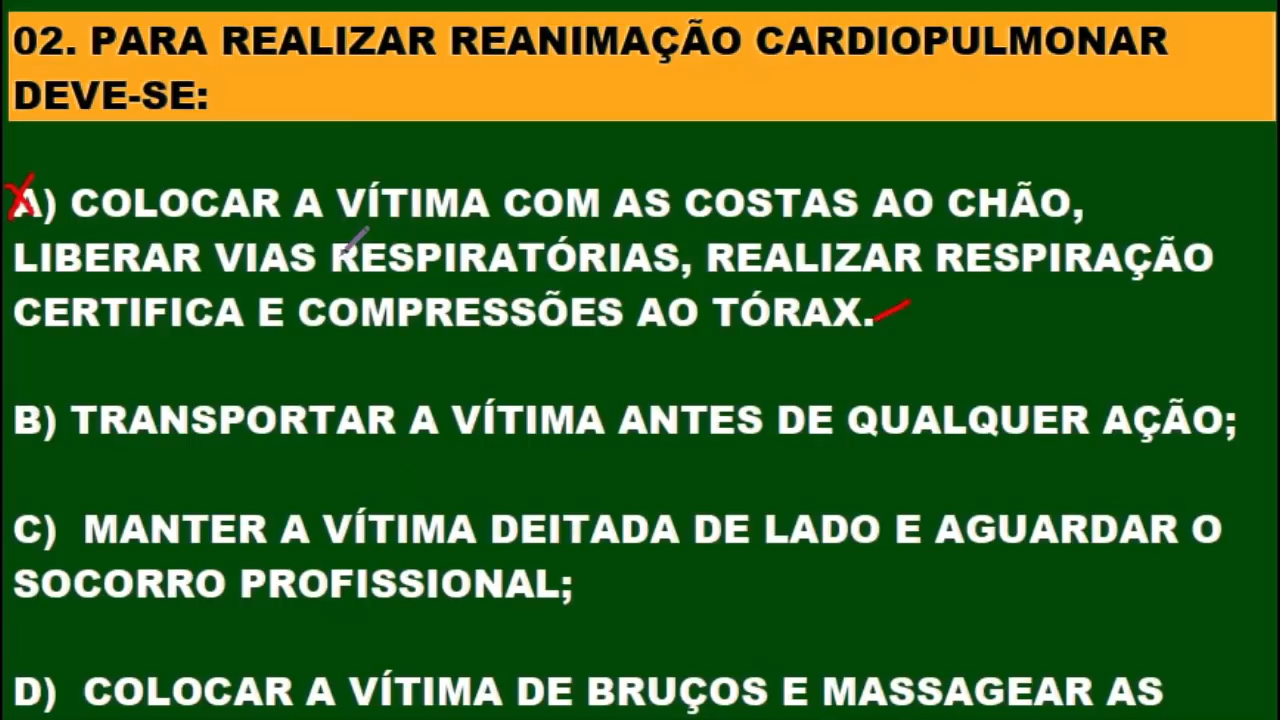 02. PARA REALIZAR REANIMAÇÃO CARDIOPULMONAR
DEVE-SE:
A) COLOCAR A VÍTIMA COM AS COSTAS AO CHÃO,
LIBERAR VIAS RESPIRATÓRIAS, REALIZAR RESPIRAÇÃO
CERTIFICA E COMPRESSÕES AO TÓRAX.
B) TRANSPORTAR A VÍTIMA ANTES DE QUALQUER AÇÃO;
C) MANTER A VÍTIMA DEITADA DE LADO E AGUARDAR O
SOCORRO PROFISSIONAL;
D) COLOCAR A VÍTIMA DE BRUÇOS E MASSAGEAR AS